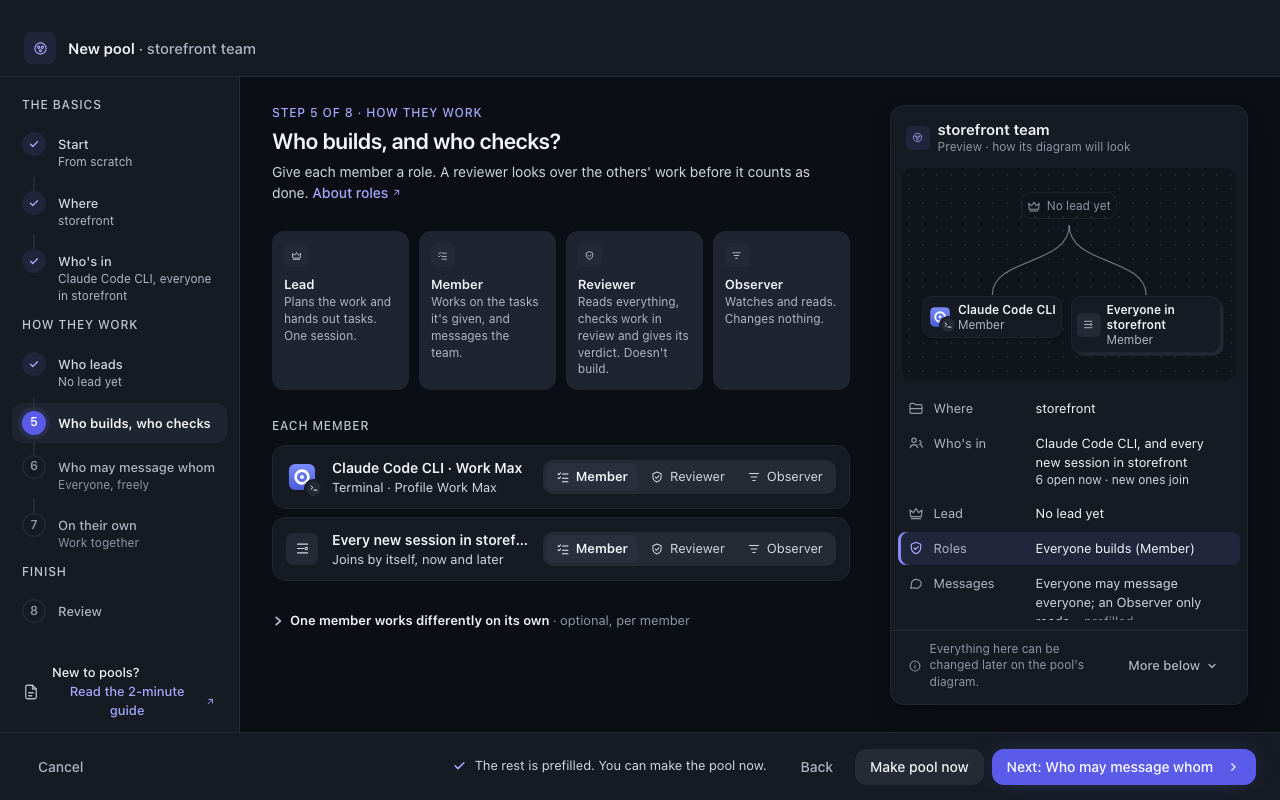 New pool · storefront team
THE BASICS
Start
From scratch
Where
storefront
Who's in
Claude Code CLI, everyone
in storefront
HOW THEY WORK
Who leads
No lead yet
5
Who builds, who checks
6
Who may message whom
Everyone, freely
7
On their own
Work together
FINISH
8
Review
New to pools?
Read the 2-minute
guide
STEP 5 OF 8 · HOW THEY WORK
Who builds, and who checks?
Give each member a role. A reviewer looks over the others' work before it counts as
done. About roles
Lead
Plans the work and
hands out tasks.
One session.
Member
Works on the tasks
it's given, and
messages the
team.
Reviewer
Reads everything,
checks work in
review and gives its
verdict. Doesn't
build.
Observer
Watches and reads.
Changes nothing.
EACH MEMBER
Claude Code CLI · Work Max
Terminal · Profile Work Max
Member
Reviewer
Observer
Every new session in storef...
Joins by itself, now and later
Member
Reviewer
Observer
One member works differently on its own · optional, per member
storefront team
Preview · how its diagram will look
No lead yet
Claude Code CLI
Member
Everyone in
storefront
Member
Where
storefront
Who's in
Claude Code CLI, and every
new session in storefront
6 open now · new ones join
Lead
No lead yet
Roles
Everyone builds (Member)
Messages
Everyone may message
everyone; an Observer only
reads · prefilled
Everything here can be
changed later on the pool's
diagram.
More below
Cancel
The rest is prefilled. You can make the pool now.
Back
Make pool now
Next: Who may message whom